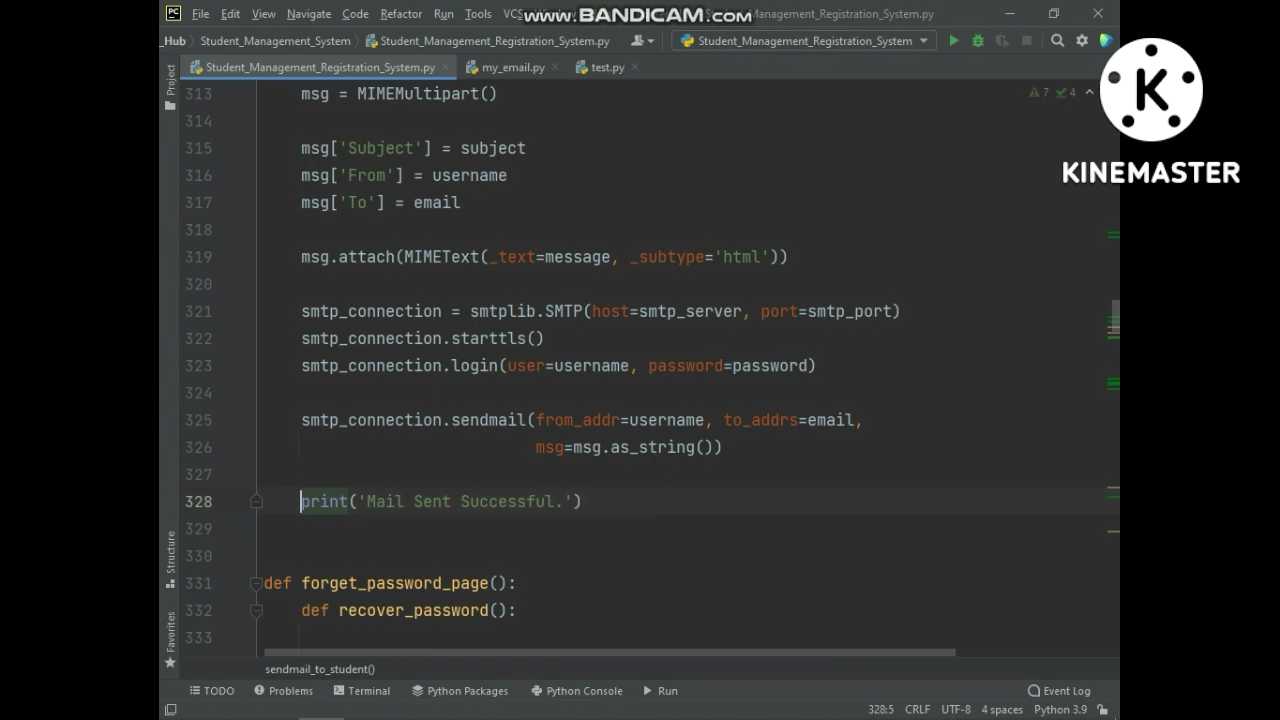 PC File Edit View Navigate Code Refactor Run Tools VCS www.BANDICAM.com Management_Registration_System.py
_Hub Student_Management_System Student_Management_Registration_System.py Student_Management_Registration_System
Student_Management_Registration_System.py my_email.py test.py
K
KINEMASTER
Project
7 4
313 msg = MIMEMultipart()
314
315 msg['Subject'] = subject
316 msg['From'] = username
317 msg['To'] = email
318
319 msg.attach(MIMEText(_text=message, _subtype='html'))
320
321 smtp_connection = smtplib.SMTP(host=smtp_server, port=smtp_port)
322 smtp_connection.starttls()
323 smtp_connection.login(user=username, password=password)
324
325 smtp_connection.sendmail(from_addr=username, to_addrs=email,
326 msg=msg.as_string())
327
328 print('Mail Sent Successful.')
329
330
331 def forget_password_page():
332 def recover_password():
333
Structure
Favorites
sendmail_to_student()
TODO Problems Terminal Python Packages Python Console Run Event Log
328:5 CRLF UTF-8 4 spaces Python 3.9